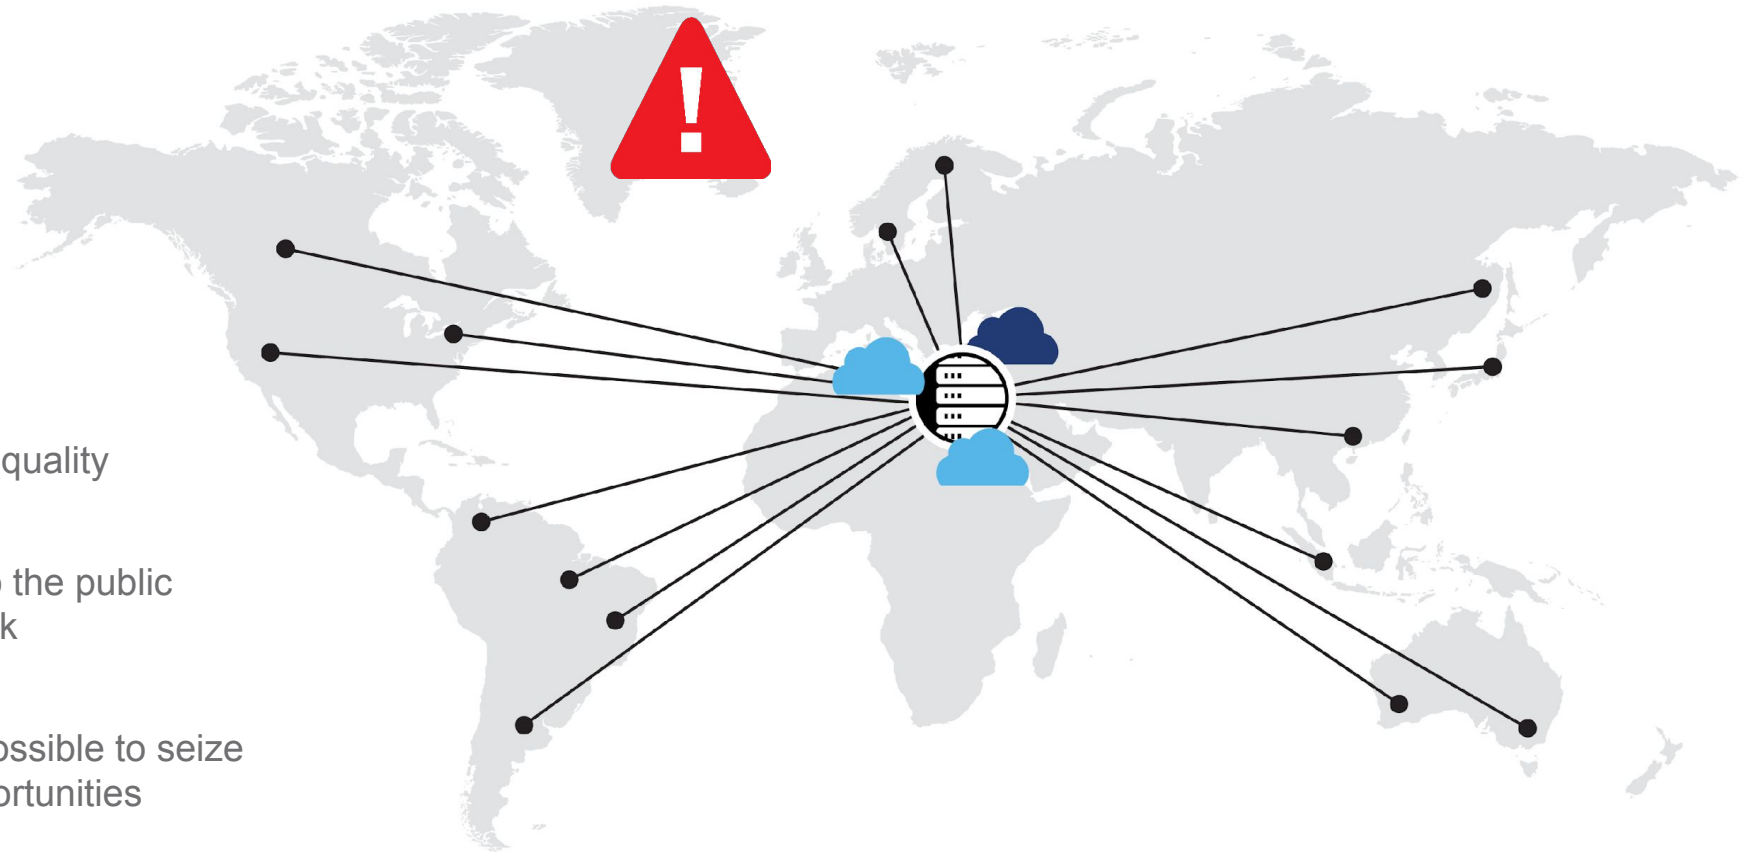 quality
the public
k
ossible to seize
ortunities
!